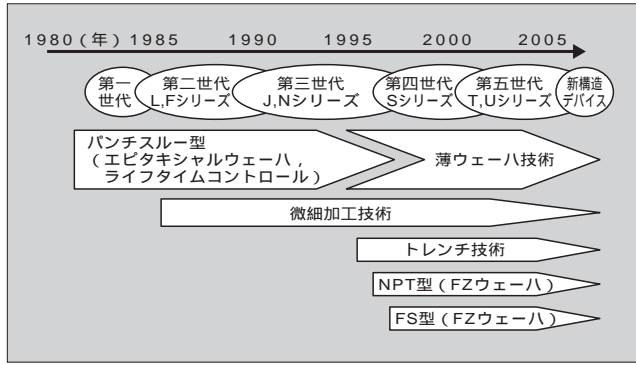 1980（年）1985 1990 1995 2000 2005
第一 第二世代 第三世代 第四世代 第五世代 新構造
世代 L,Fシリーズ J,Nシリーズ Sシリーズ T,Uシリーズ デバイス
パンチスルー型
（エピタキシャルウェーハ，
ライフタイムコントロール）
薄ウェーハ技術
微細加工技術
トレンチ技術
NPT型（FZウェーハ）
FS型（FZウェーハ）